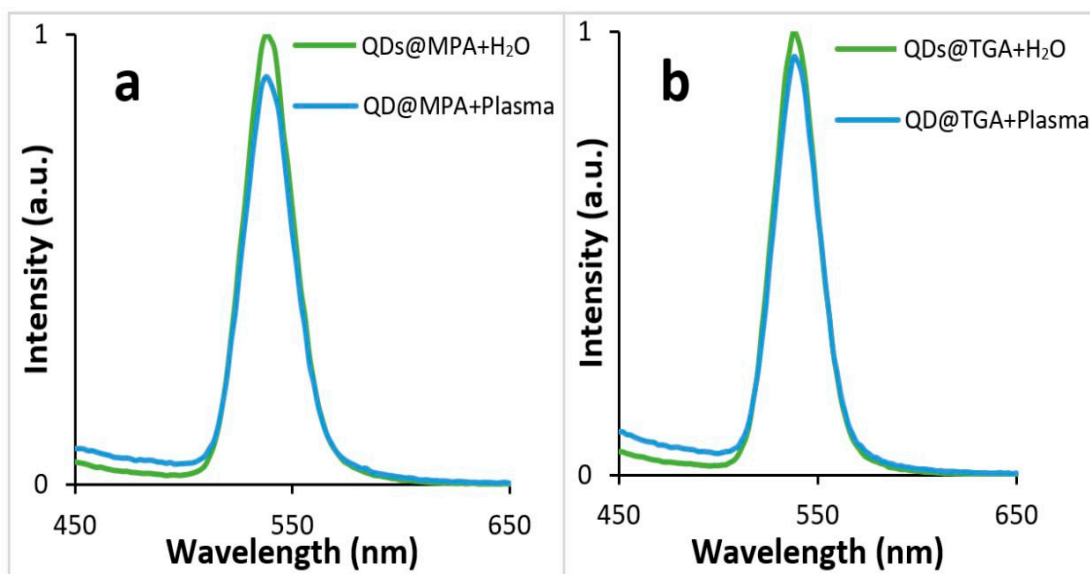 a
1
QDs@MPA+H₂O
QD@MPA+Plasma
Intensity (a.u.)
0
450
550
650
Wavelength (nm)
b
1
QDs@TGA+H₂O
QD@TGA+Plasma
Intensity (a.u.)
0
450
550
650
Wavelength (nm)